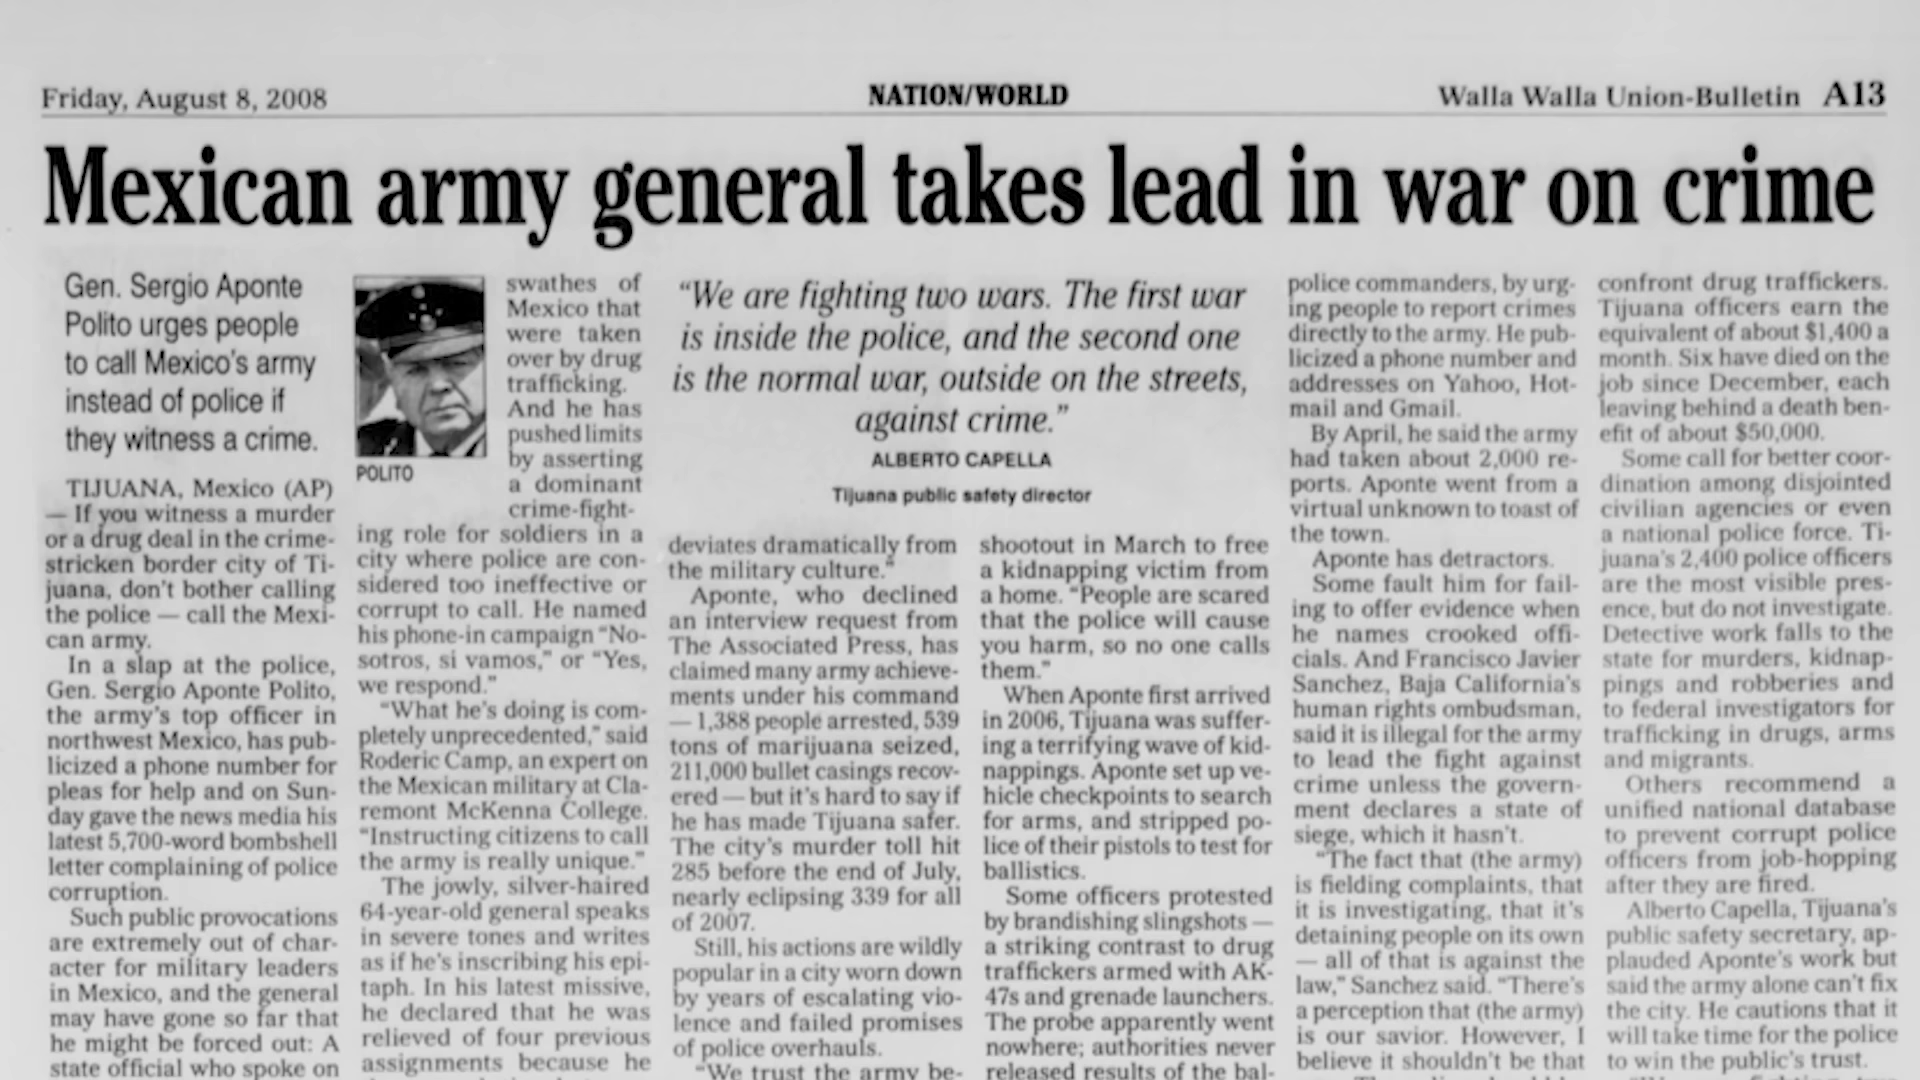 Friday, August 8, 2008
NATION/WORLD
Walla Walla Union-Bulletin A13
Mexican army general takes lead in war on crime
Gen. Sergio Aponte
Polito urges people
to call Mexico's army
instead of police if
they witness a crime.
TIJUANA, Mexico (AP)
— If you witness a murder
or a drug deal in the crime-
stricken border city of Ti-
juana, don't bother calling
the police — call the Mexi-
can army.
In a slap at the police,
Gen. Sergio Aponte Polito,
the army's top officer in
northwest Mexico, has pub-
licized a phone number for
pleas for help and on Sun-
day gave the news media his
latest 5,700-word bombshell
letter complaining of police
corruption.
Such public provocations
are extremely out of char-
acter for military leaders
in Mexico, and the general
may have gone so far that
he might be forced out: A
state official who spoke on
POLITO
swathes of
Mexico that
were taken
over by drug
trafficking.
And he has
pushed limits
by asserting
a dominant
crime-fight-
ing role for soldiers in a
city where police are con-
sidered too ineffective or
corrupt to call. He named
his phone-in campaign "No-
sotros, si vamos," or "Yes,
we respond."
"What he's doing is com-
pletely unprecedented," said
Roderic Camp, an expert on
the Mexican military at Cla-
remont McKenna College.
"Instructing citizens to call
the army is really unique."
The jowly, silver-haired
64-year-old general speaks
in severe tones and writes
as if he's inscribing his epi-
taph. In his latest missive,
he declared that he was
relieved of four previous
assignments because he
"We are fighting two wars. The first war
is inside the police, and the second one
is the normal war, outside on the streets,
against crime."
ALBERTO CAPELLA
Tijuana public safety director
deviates dramatically from
the military culture."
Aponte, who declined
an interview request from
The Associated Press, has
claimed many army achieve-
ments under his command
— 1,388 people arrested, 539
tons of marijuana seized,
211,000 bullet casings recov-
ered — but it's hard to say if
he has made Tijuana safer.
The city's murder toll hit
285 before the end of July,
nearly eclipsing 339 for all
of 2007.
Still, his actions are wildly
popular in a city worn down
by years of escalating vio-
lence and failed promises
of police overhauls.
"We trust the army be-
shootout in March to free
a kidnapping victim from
a home. "People are scared
that the police will cause
you harm, so no one calls
them."
When Aponte first arrived
in 2006, Tijuana was suffer-
ing a terrifying wave of kid-
nappings. Aponte set up ve-
hicle checkpoints to search
for arms, and stripped po-
lice of their pistols to test for
ballistics.
Some officers protested
by brandishing slingshots —
a striking contrast to drug
traffickers armed with AK-
47s and grenade launchers.
The probe apparently went
nowhere; authorities never
released results of the bal-
police commanders, by urg-
ing people to report crimes
directly to the army. He pub-
licized a phone number and
addresses on Yahoo, Hot-
mail and Gmail.
By April, he said the army
had taken about 2,000 re-
ports. Aponte went from a
virtual unknown to toast of
the town.
Aponte has detractors.
Some fault him for fail-
ing to offer evidence when
he names crooked offi-
cials. And Francisco Javier
Sanchez, Baja California's
human rights ombudsman,
said it is illegal for the army
to lead the fight against
crime unless the govern-
ment declares a state of
siege, which it hasn't.
"The fact that (the army)
is fielding complaints, that
it is investigating, that it's
detaining people on its own
— all of that is against the
law," Sanchez said. "There's
a perception that (the army)
is our savior. However, I
believe it shouldn't be that
confront drug traffickers.
Tijuana officers earn the
equivalent of about $1,400 a
month. Six have died on the
job since December, each
leaving behind a death ben-
efit of about $50,000.
Some call for better coor-
dination among disjointed
civilian agencies or even
a national police force. Ti-
juana's 2,400 police officers
are the most visible pres-
ence, but do not investigate.
Detective work falls to the
state for murders, kidnap-
pings and robberies and
to federal investigators for
trafficking in drugs, arms
and migrants.
Others recommend a
unified national database
to prevent corrupt police
officers from job-hopping
after they are fired.
Alberto Capella, Tijuana's
public safety secretary, ap-
plauded Aponte's work but
said the army alone can't fix
the city. He cautions that it
will take time for the police
to win the public's trust.